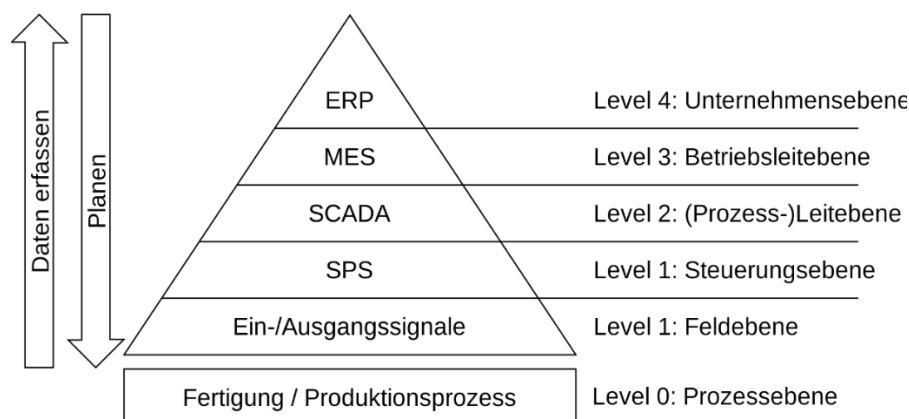 Daten erfassen
Planen
ERP
Level 4: Unternehmensebene
MES
Level 3: Betriebsleitebene
SCADA
Level 2: (Prozess-)Leitebene
SPS
Level 1: Steuerungsebene
Ein-/Ausgangssignale
Level 1: Feldebene
Fertigung / Produktionsprozess
Level 0: Prozessebene